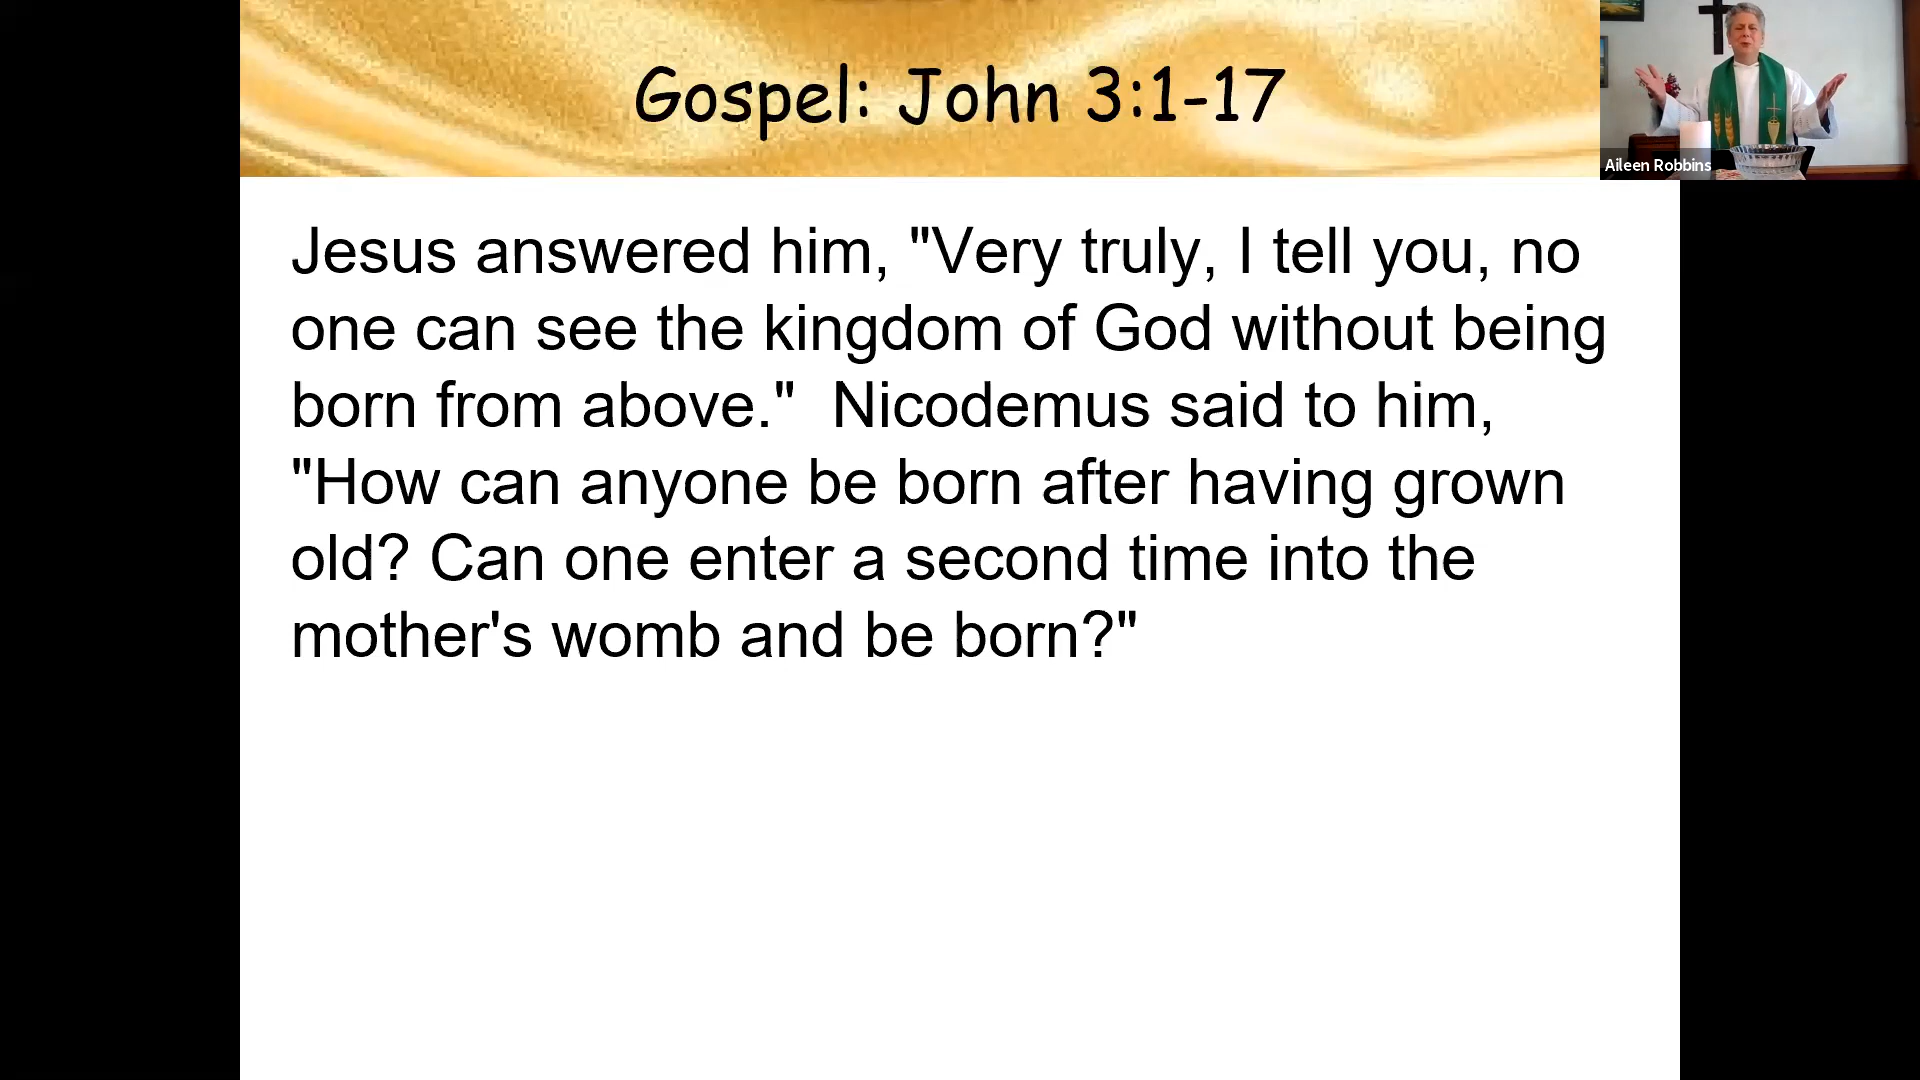 Gospel: John 3:1-17
Aileen Robbins
Jesus answered him, "Very truly, I tell you, no
one can see the kingdom of God without being
born from above."  Nicodemus said to him,
"How can anyone be born after having grown
old? Can one enter a second time into the
mother's womb and be born?"